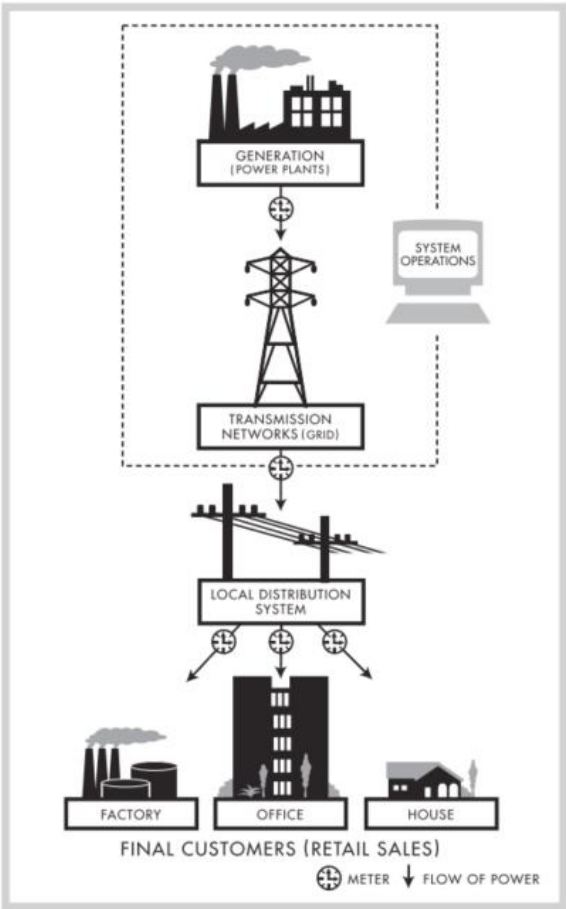 GENERATION
(POWER PLANTS)
SYSTEM
OPERATIONS
TRANSMISSION
NETWORKS (GRID)
LOCAL DISTRIBUTION
SYSTEM
FACTORY
OFFICE
HOUSE
FINAL CUSTOMERS (RETAIL SALES)
METER
FLOW OF POWER